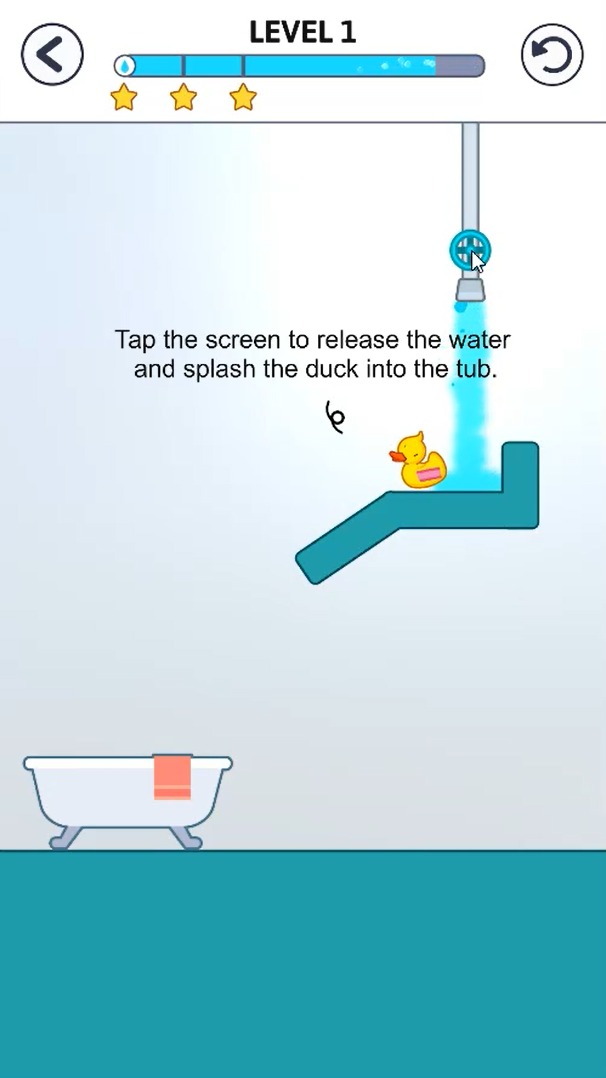 LEVEL 1
Tap the screen to release the water
and splash the duck into the tub.